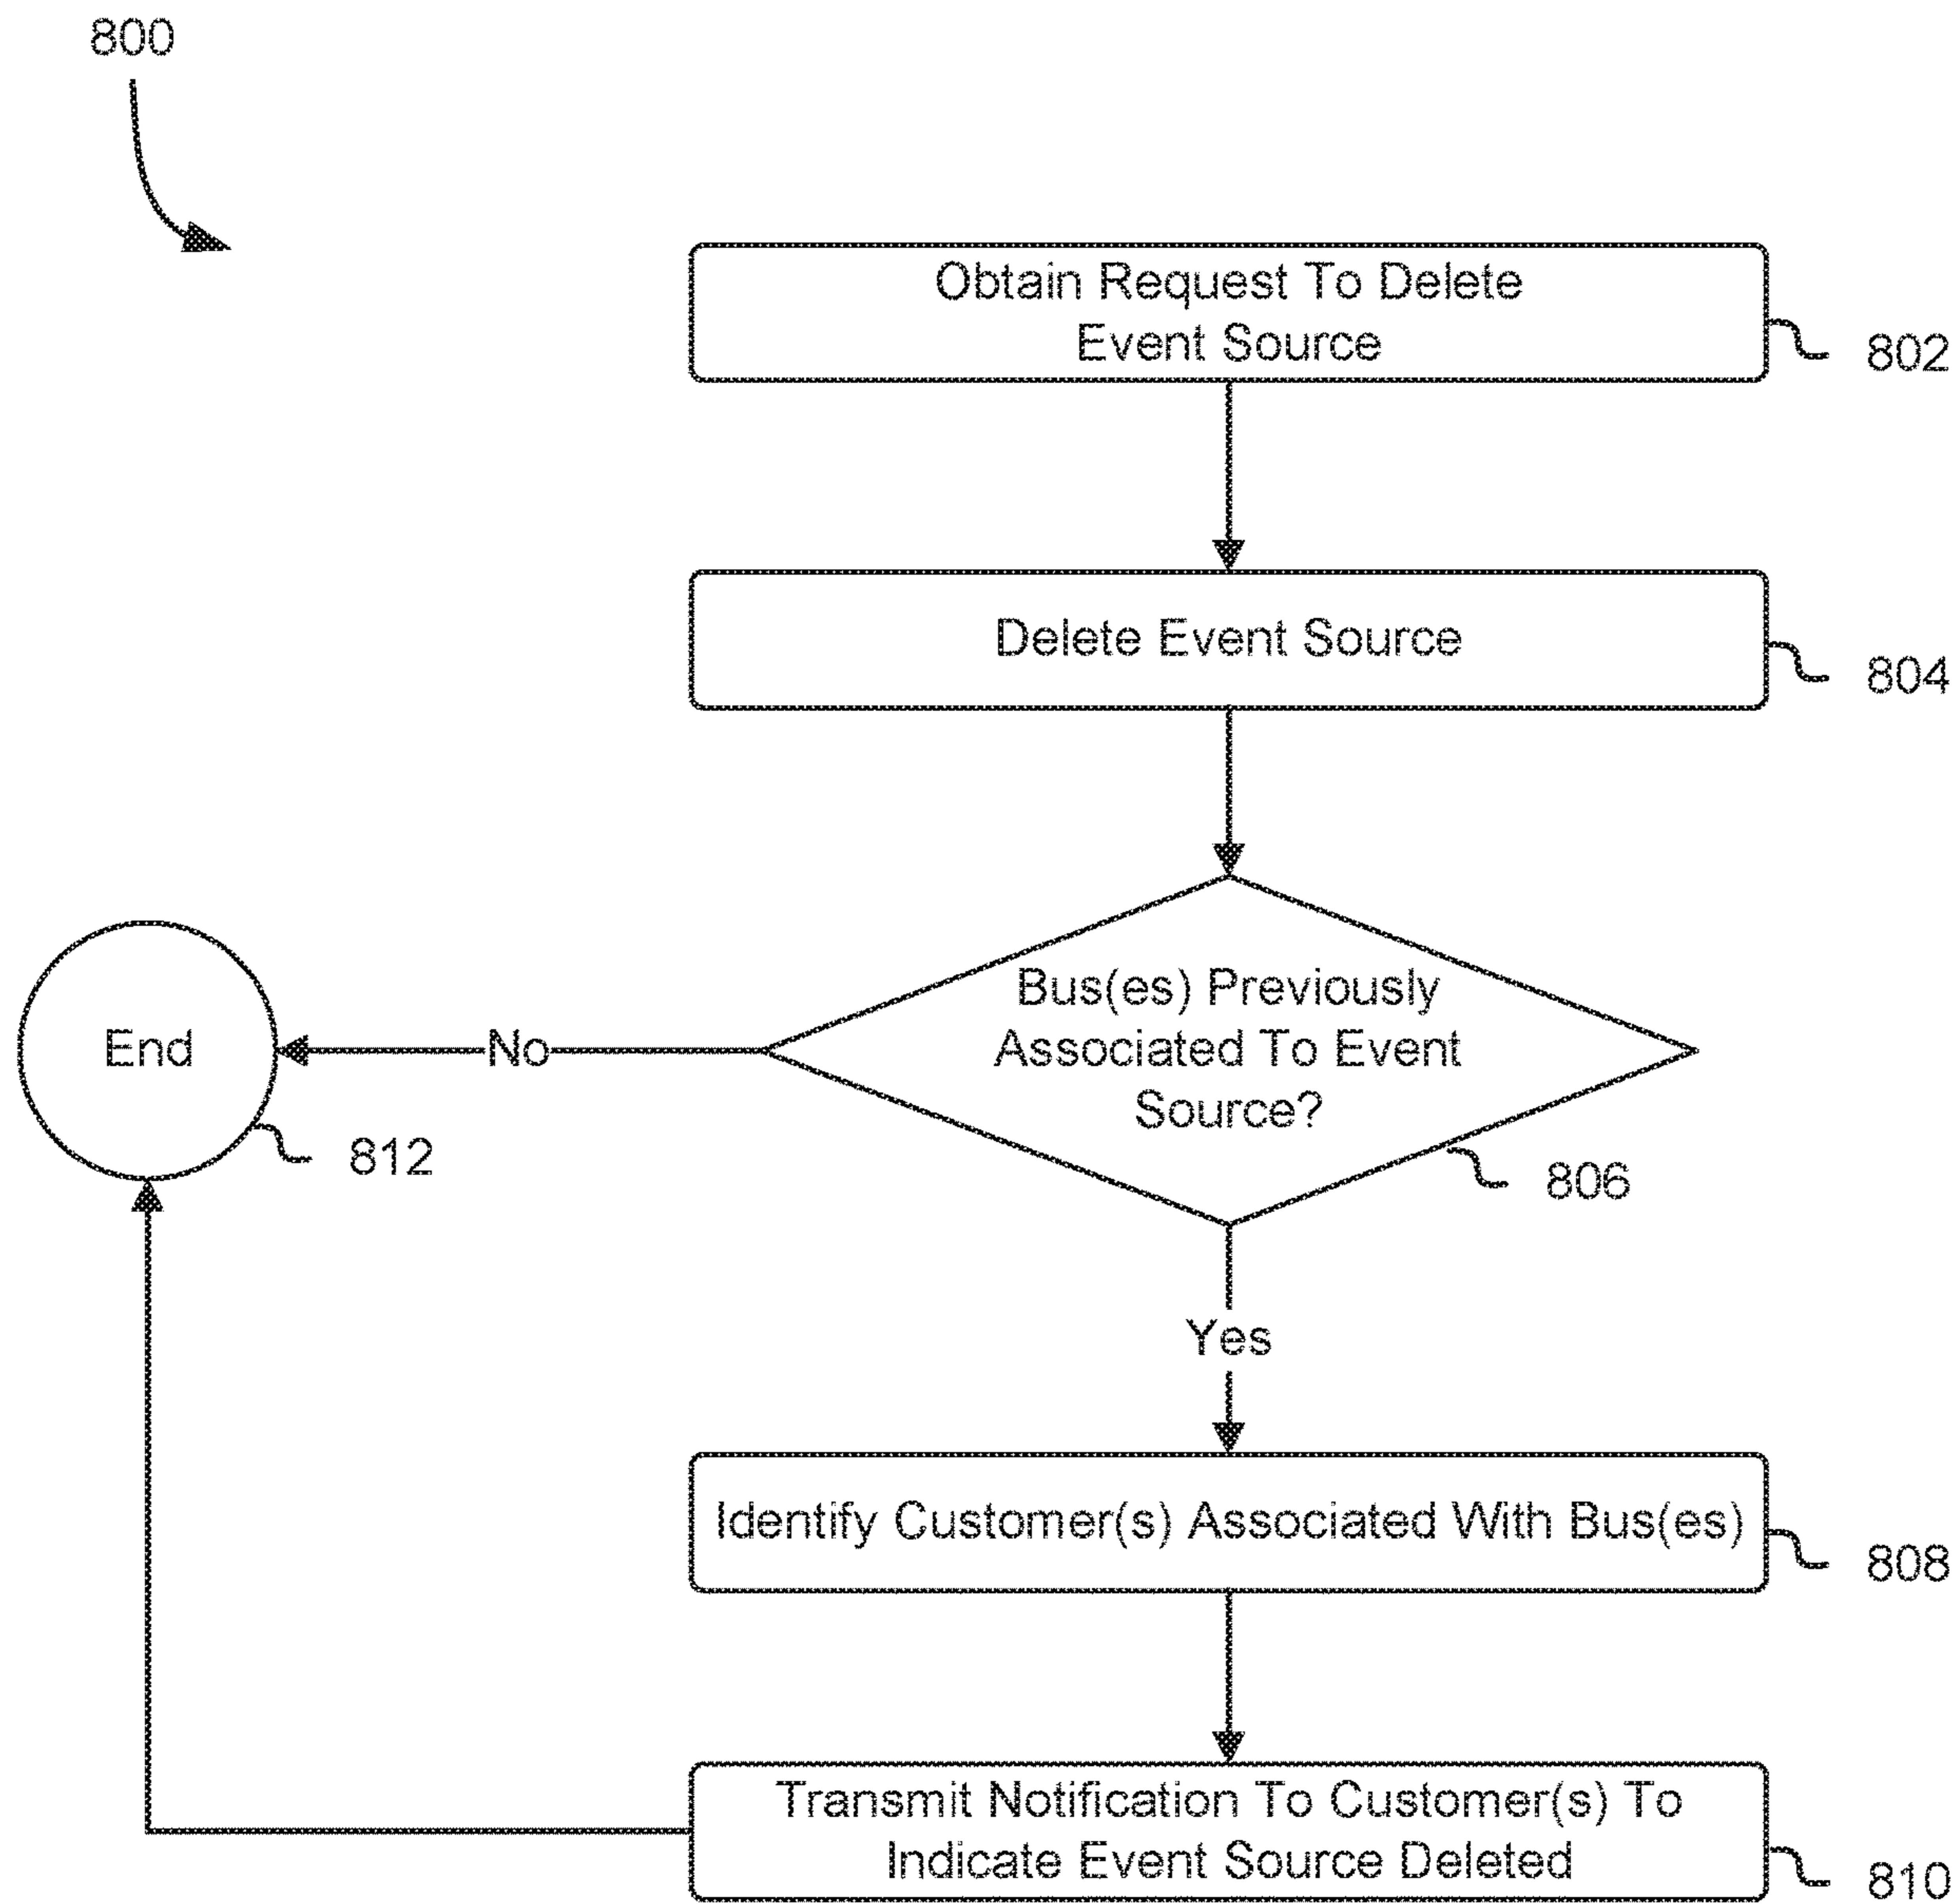 800
Obtain Request To Delete
Event Source
802
Delete Event Source
804
Bus(es) Previously
Associated To Event
Source?
806
No
End
812
Yes
Identify Customer(s) Associated With Bus(es)
808
Transmit Notification To Customer(s) To
Indicate Event Source Deleted
810